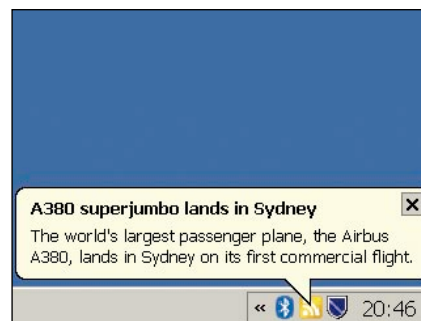 A380 superjumbo lands in Sydney
The world's largest passenger plane, the Airbus
A380, lands in Sydney on its first commercial flight.
« 20:46